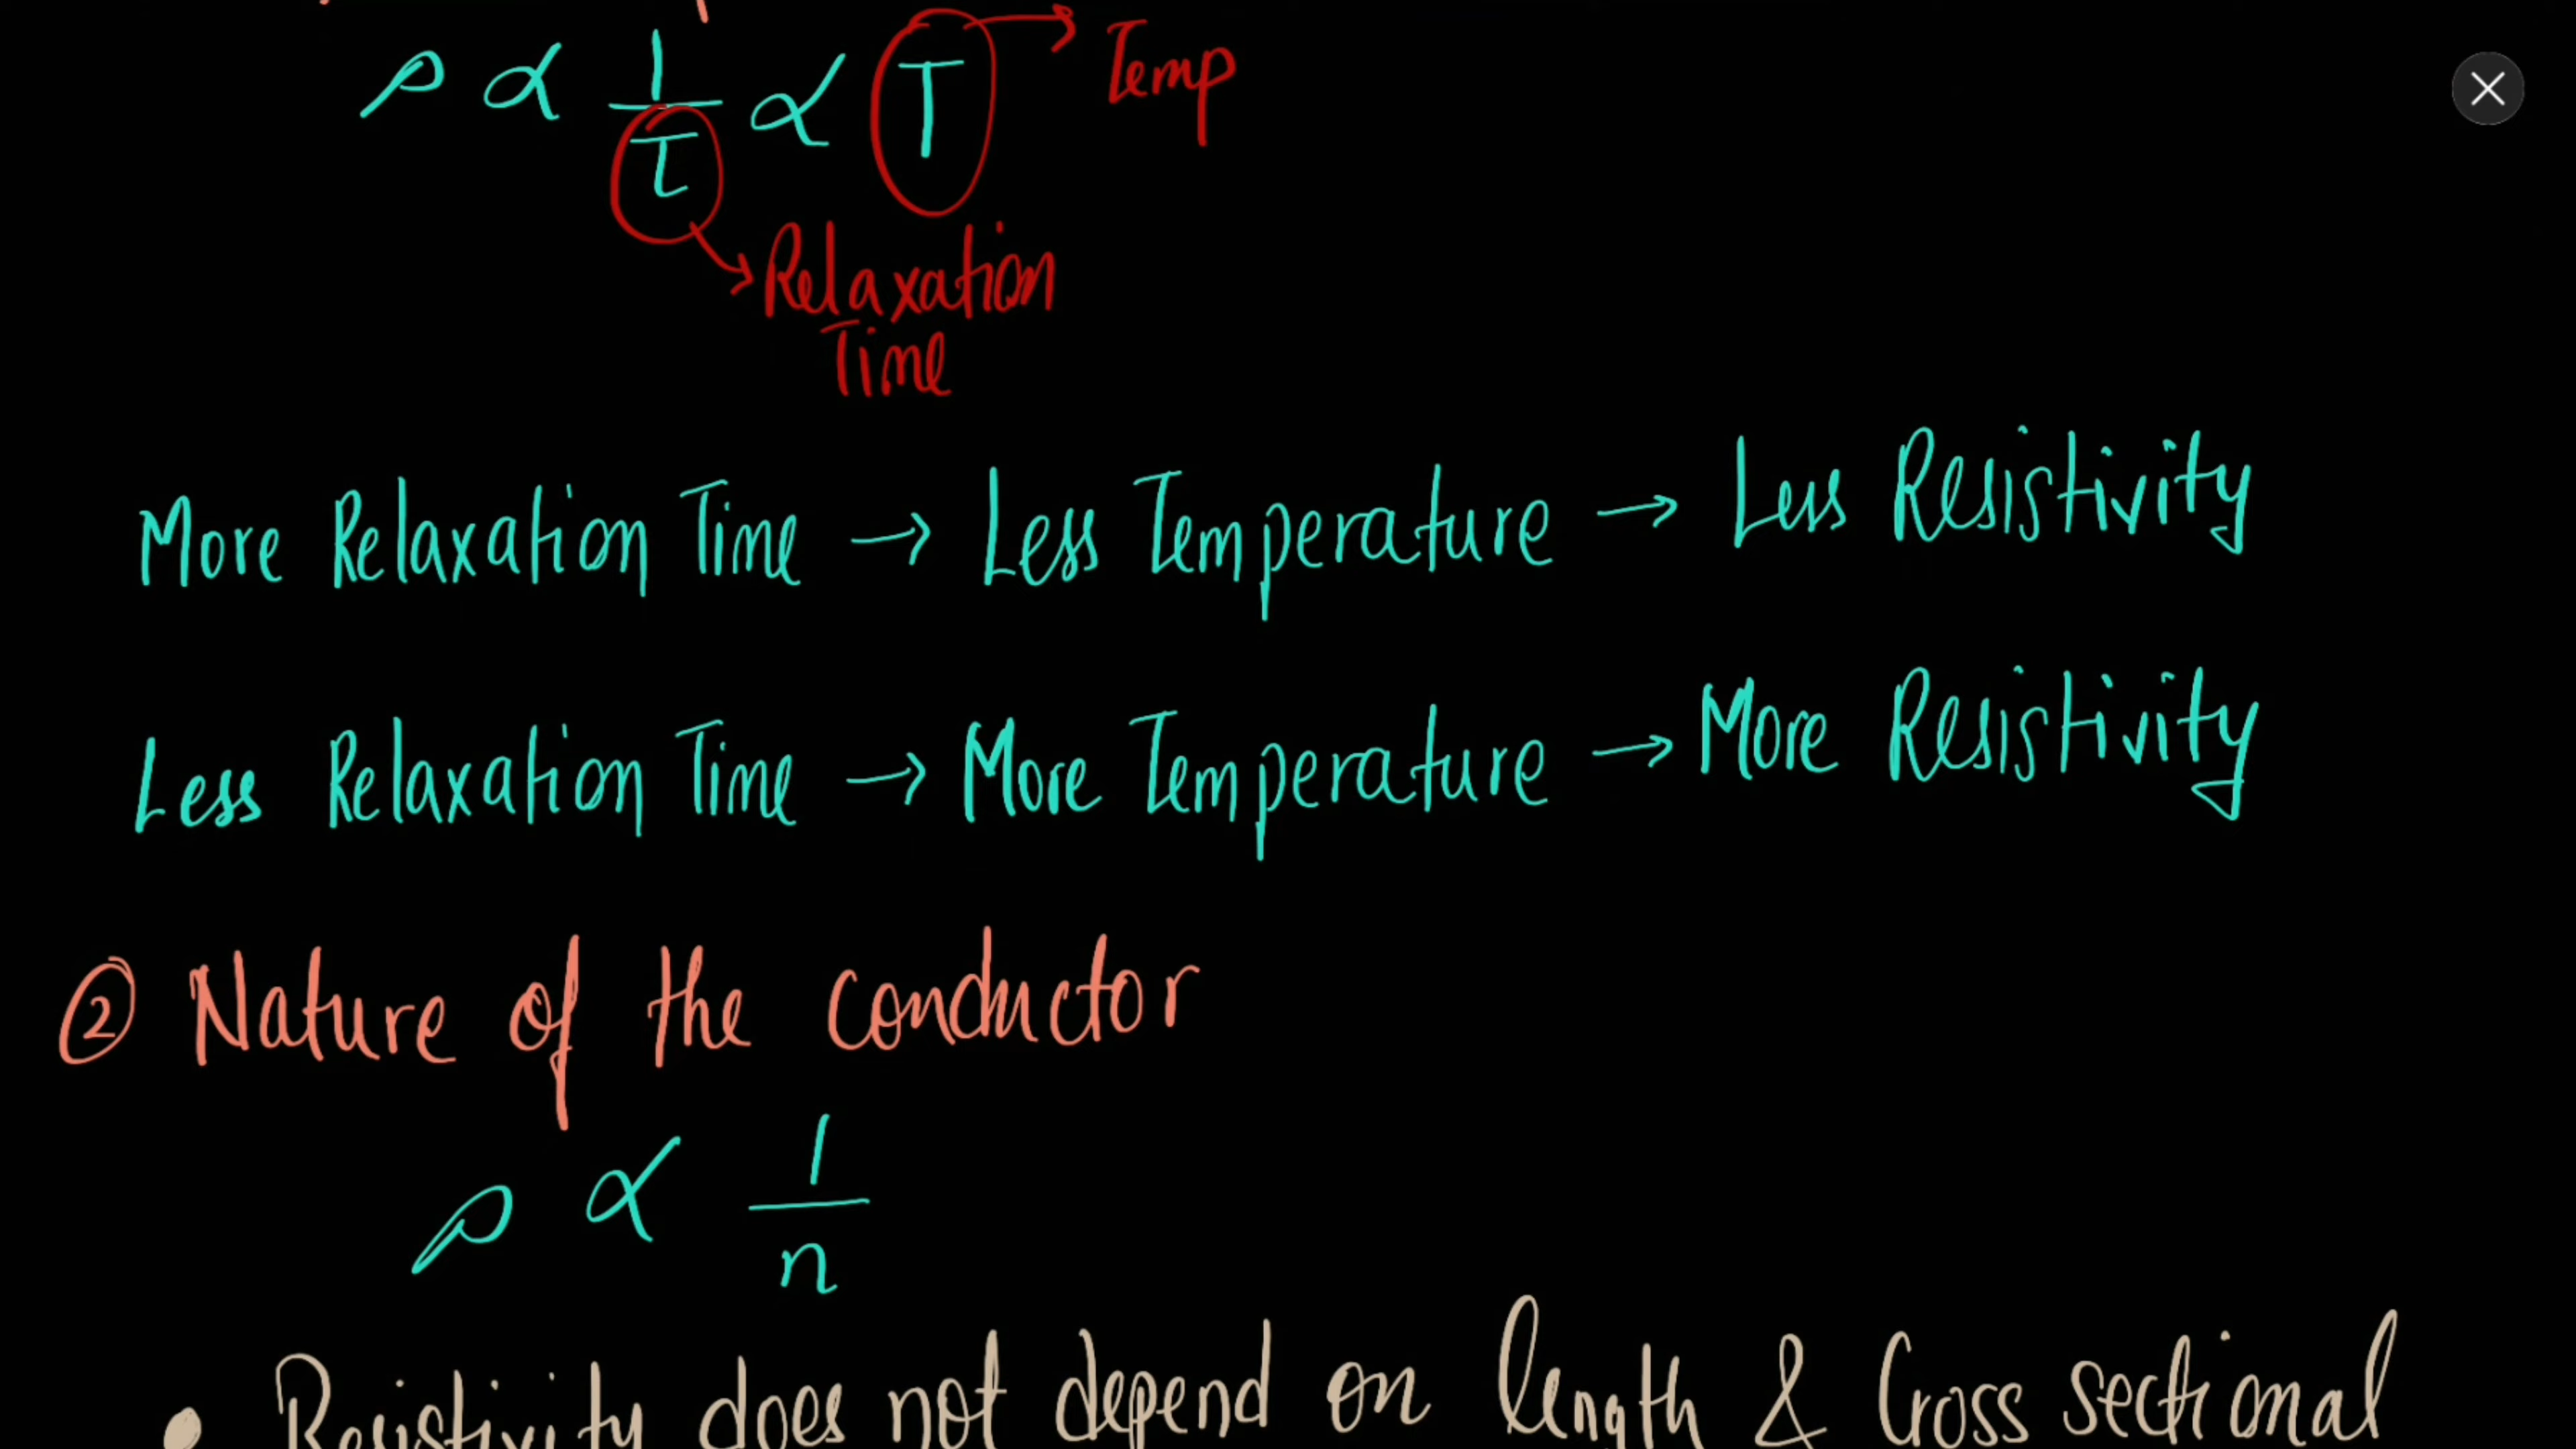 ρ ∝ 1/τ ∝ T → Temp
→ Relaxation
Time
More Relaxation Time → Less Temperature → Less Resistivity
Less Relaxation Time → More Temperature → More Resistivity
② Nature of the conductor
ρ ∝ 1/n
• Resistivity does not depend on length & Cross sectional